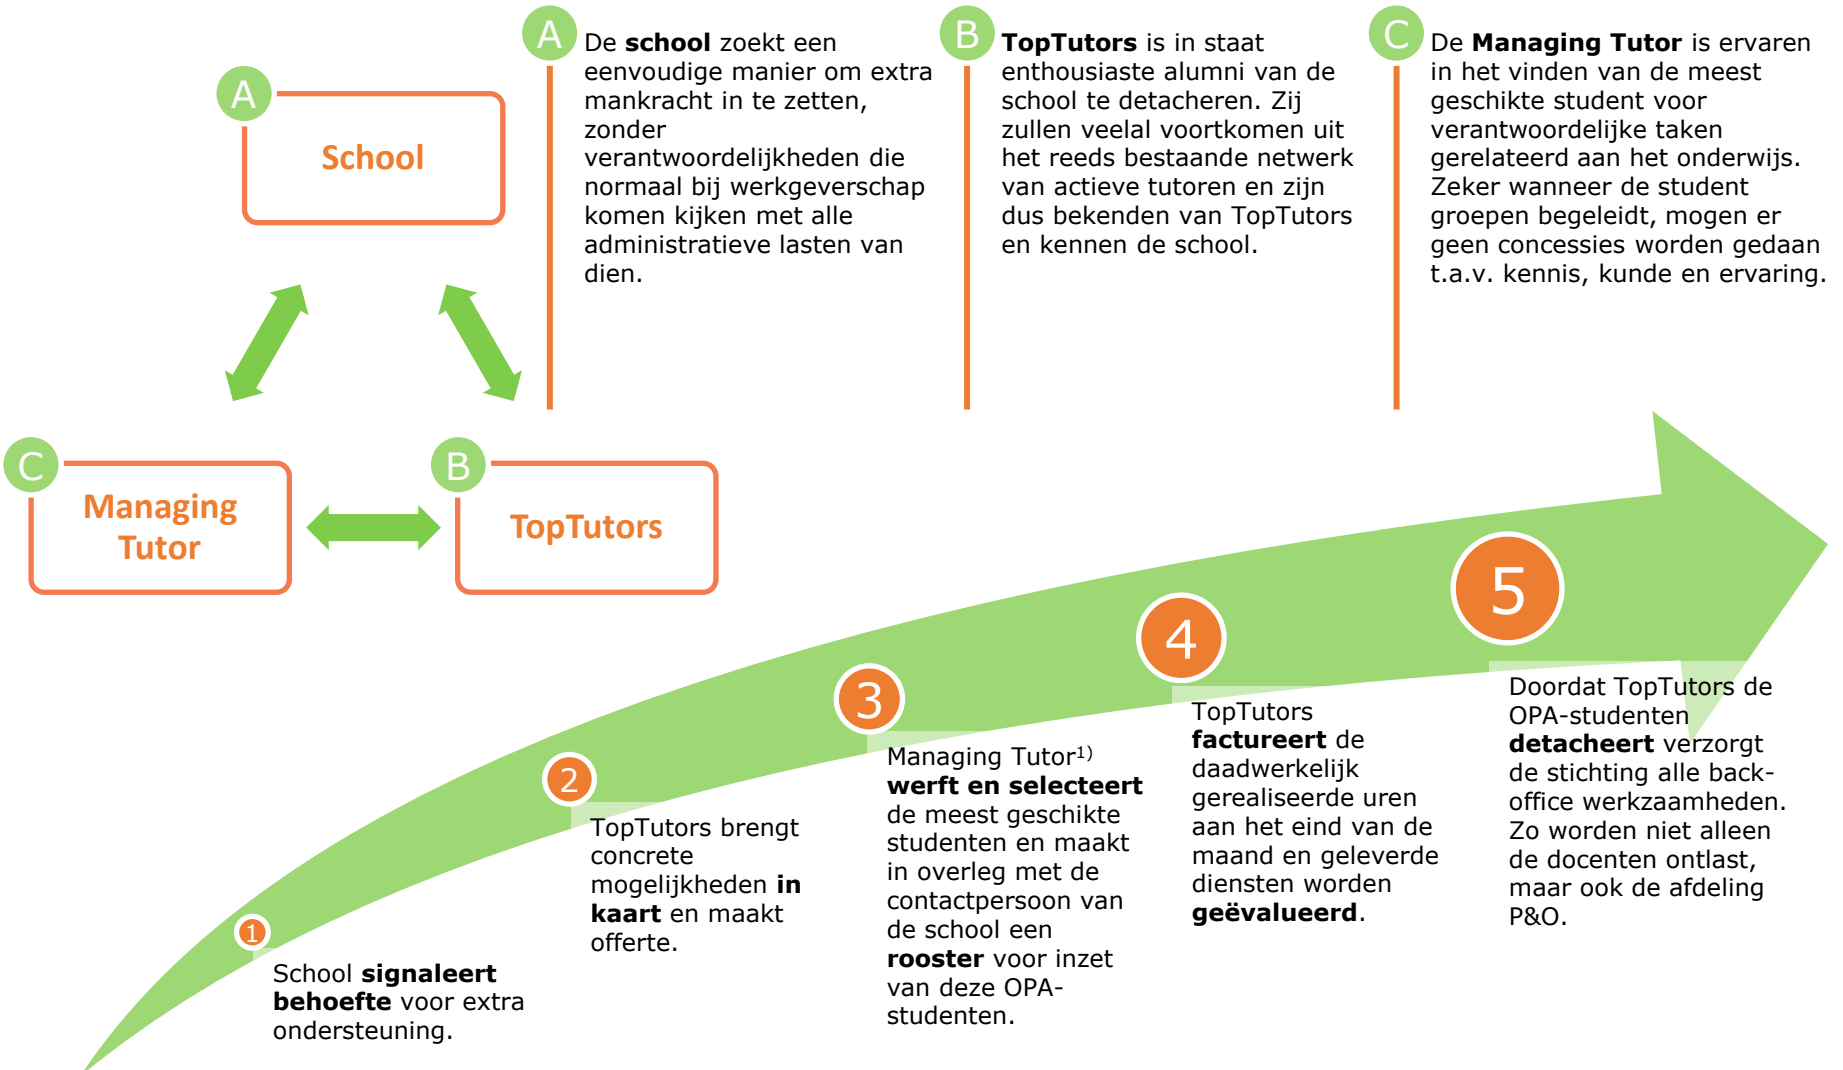 A
School
C
Managing
Tutor
B
TopTutors
A
De school zoekt een
eenvoudige manier om extra
mankracht in te zetten,
zonder
verantwoordelijkheden die
normaal bij werkgeverschap
komen kijken met alle
administratieve lasten van
dien.
B
TopTutors is in staat
enthousiaste alumni van de
school te detacheren. Zij
zullen veelal voortkomen uit
het reeds bestaande netwerk
van actieve tutoren en zijn
dus bekenden van TopTutors
en kennen de school.
C
De Managing Tutor is ervaren
in het vinden van de meest
geschikte student voor
verantwoordelijke taken
gerelateerd aan het onderwijs.
Zeker wanneer de student
groepen begeleidt, mogen er
geen concessies worden gedaan
t.a.v. kennis, kunde en ervaring.
1
School signaleert
behoefte voor extra
ondersteuning.
2
TopTutors brengt
concrete
mogelijkheden in
kaart en maakt
offerte.
3
Managing Tutor1)
werft en selecteert
de meest geschikte
studenten en maakt
in overleg met de
contactpersoon van
de school een
rooster voor inzet
van deze OPA-
studenten.
4
TopTutors
factureert de
daadwerkelijk
gerealiseerde uren
aan het eind van de
maand en geleverde
diensten worden
geëvalueerd.
5
Doordat TopTutors de
OPA-studenten
detacheert verzorgt
de stichting alle back-
office werkzaamheden.
Zo worden niet alleen
de docenten ontlast,
maar ook de afdeling
P&O.